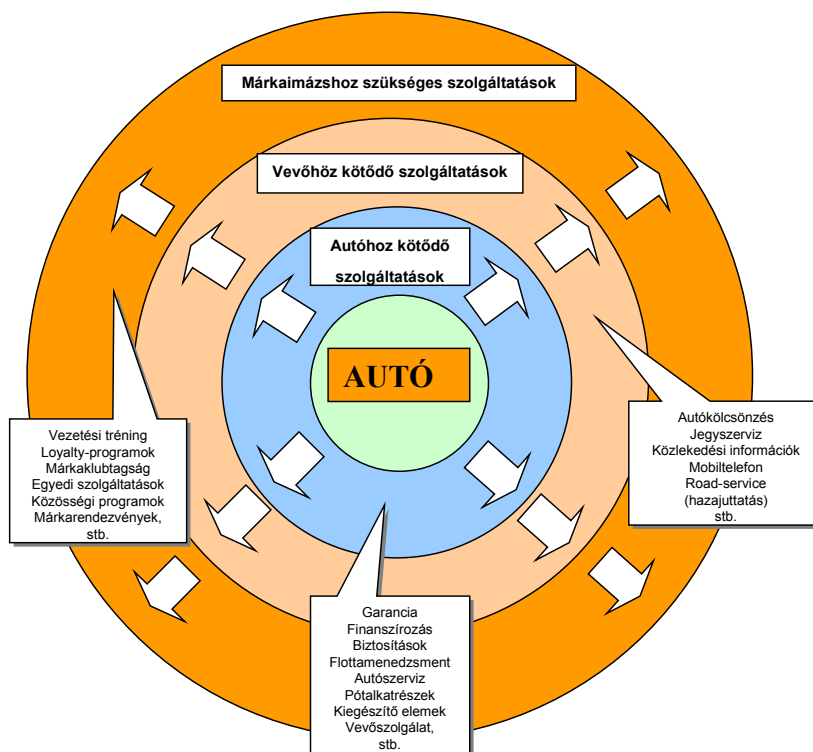 Márkaimázshoz szükséges szolgáltatások
Vevőhöz kötődő szolgáltatások
Autóhoz kötődő
szolgáltatások
AUTÓ
Vezetési tréning
Loyalty-programok
Márkaklubtagság
Egyedi szolgáltatások
Közösségi programok
Márkarendezvények,
stb.
Autókölcsönzés
Jegyszerviz
Közlekedési információk
Mobiltelefon
Road-service
(hazajuttatás)
stb.
Garancia
Finanszírozás
Biztosítások
Flottamenedzsment
Autószerviz
Pótalkatrészek
Kiegészítő elemek
Vevőszolgálat,
stb.